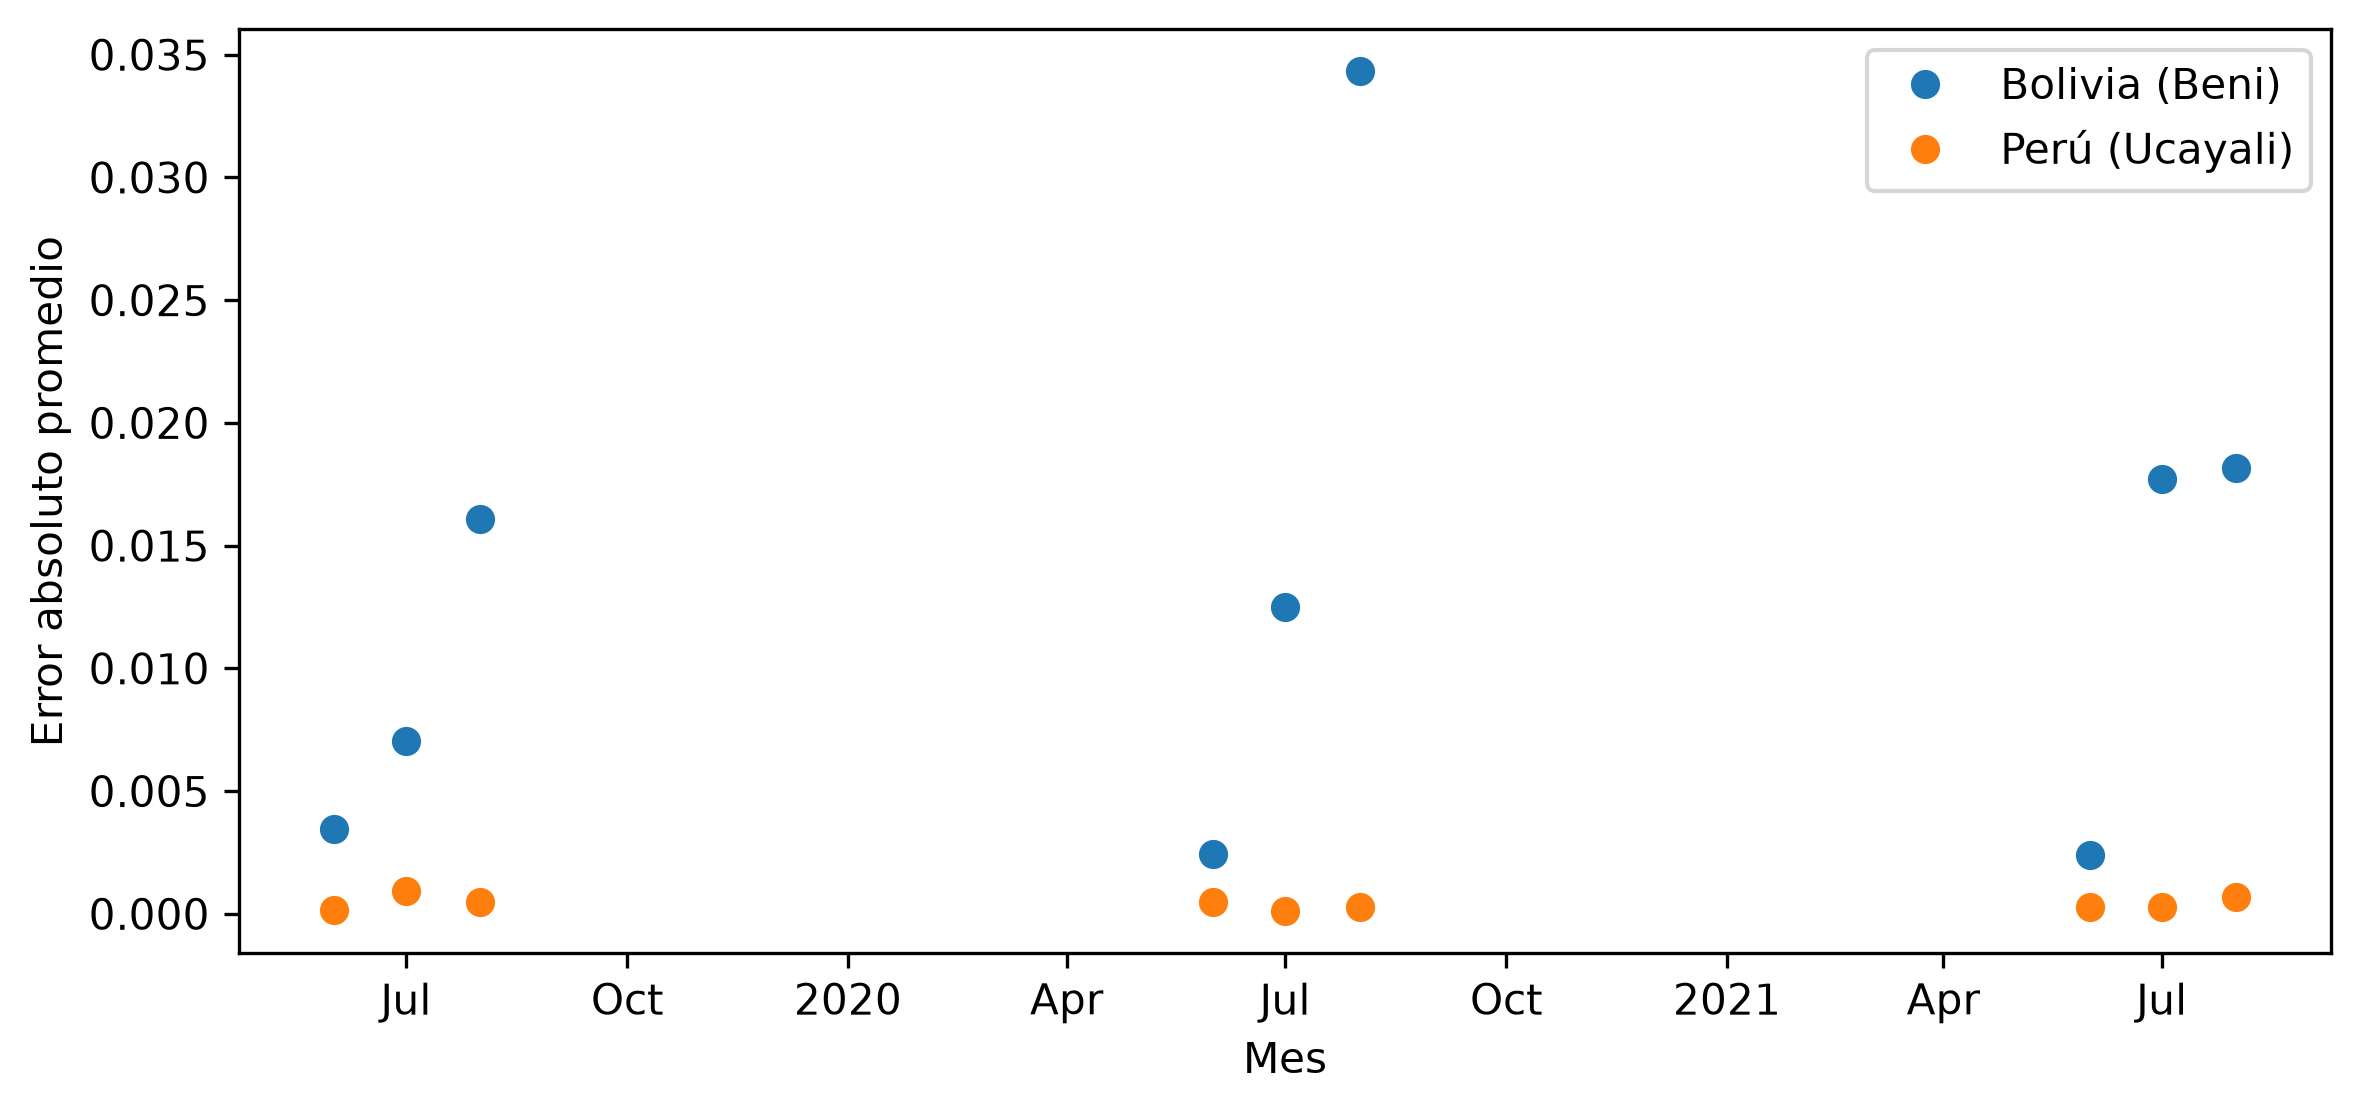 0.035
0.030
0.025
0.020
0.015
0.010
0.005
0.000
Error absoluto promedio
Bolivia (Beni)
Perú (Ucayali)
Jul Oct 2020 Apr Jul Oct 2021 Apr Jul
Mes